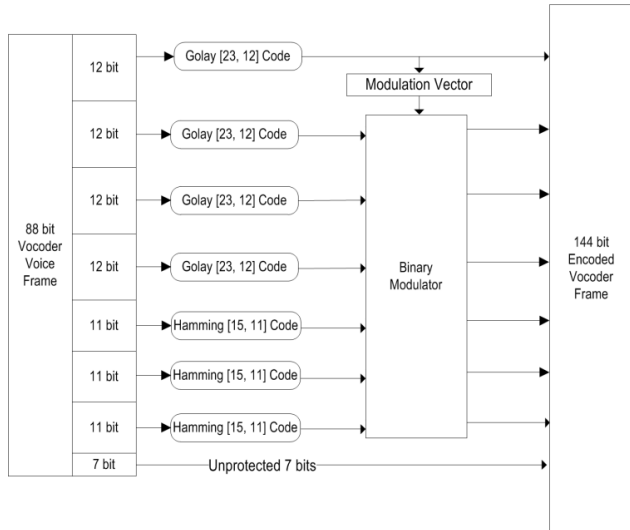 12 bit
Golay [23, 12] Code
Modulation Vector
12 bit
Golay [23, 12] Code
12 bit
Golay [23, 12] Code
88 bit
Vocoder
Voice
Frame
12 bit
Golay [23, 12] Code
Binary
Modulator
144 bit
Encoded
Vocoder
Frame
11 bit
Hamming [15, 11] Code
11 bit
Hamming [15, 11] Code
11 bit
Hamming [15, 11] Code
7 bit
Unprotected 7 bits